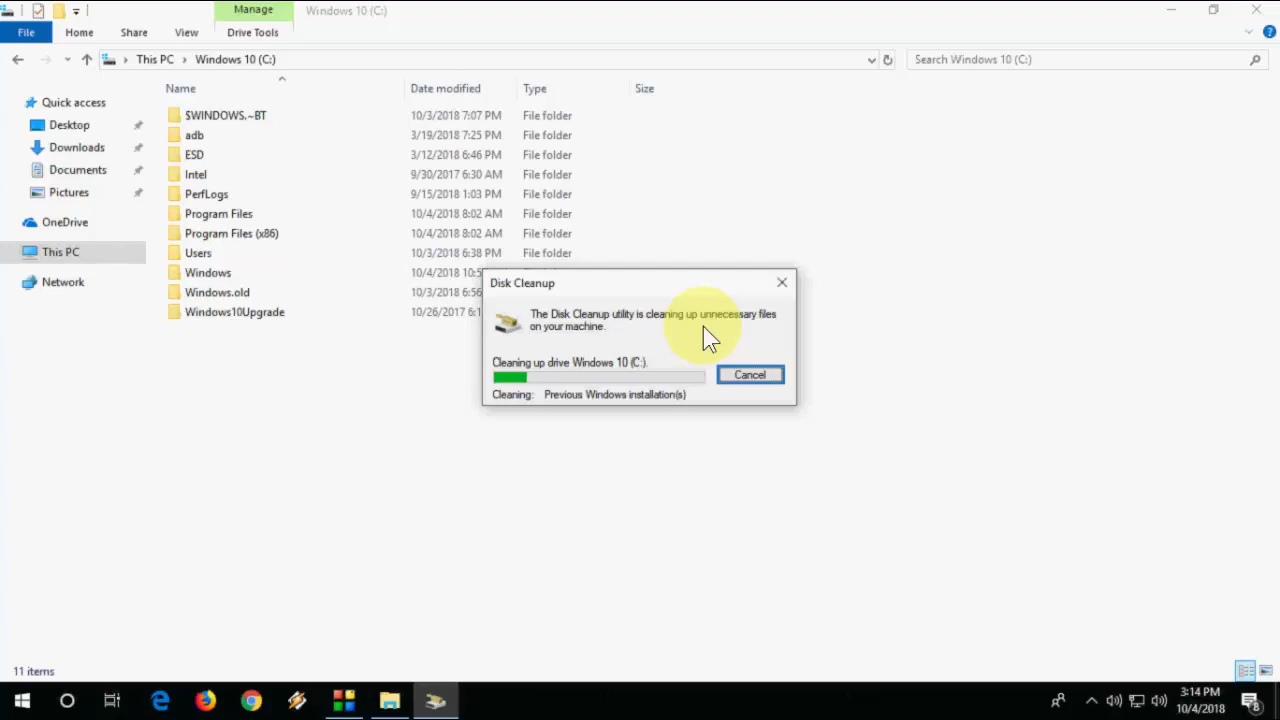 Manage
Windows 10 (C:)
File
Home
Share
View
Drive Tools
This PC
Windows 10 (C:)
Search Windows 10 (C:)
Name
Date modified
Type
Size
Quick access
Desktop
Downloads
Documents
Pictures
OneDrive
This PC
Network
$WINDOWS.~BT 10/3/2018 7:07 PM File folder
adb 3/19/2018 7:25 PM File folder
ESD 3/12/2018 6:46 PM File folder
Intel 9/30/2017 6:30 AM File folder
PerfLogs 9/15/2018 1:03 PM File folder
Program Files 10/4/2018 8:02 AM File folder
Program Files (x86) 10/4/2018 8:02 AM File folder
Users 10/3/2018 6:38 PM File folder
Windows 10/4/2018
Windows.old 10/3/2018
Windows10Upgrade 10/26/2017
Disk Cleanup
The Disk Cleanup utility is cleaning up unnecessary files
on your machine.
Cleaning up drive Windows 10 (C:).
Cancel
Cleaning: Previous Windows installation(s)
11 items
3:14 PM
10/4/2018
8